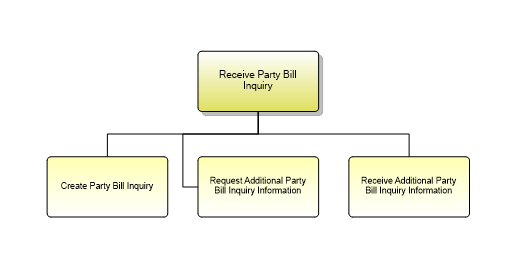 Receive Party Bill
Inquiry
Create Party Bill Inquiry
Request Additional Party
Bill Inquiry Information
Receive Additional Party
Bill Inquiry Information